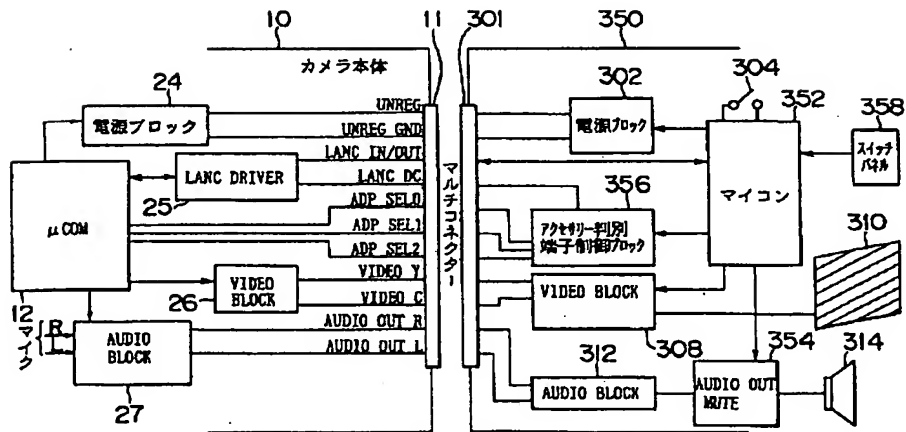 10
11
301
350
カメラ本体
24
電源ブロック
UNREG
UNREG GND
LANC IN/OUT
LANC DRIVER
LANC DC
25
ADP SEL0
μCOM
ADP SEL1
ADP SEL2
12
VIDEO BLOCK
26
VIDEO Y
VIDEO C
マイク
R
L
AUDIO BLOCK
27
AUDIO OUT R
AUDIO OUT L
マルチコネクター
302
電源ブロック
304
352
マイコン
358
スイッチパネル
356
アクセサリー判別
端子制御ブロック
310
VIDEO BLOCK
308
312
AUDIO BLOCK
354
AUDIO OUT
MUTE
314